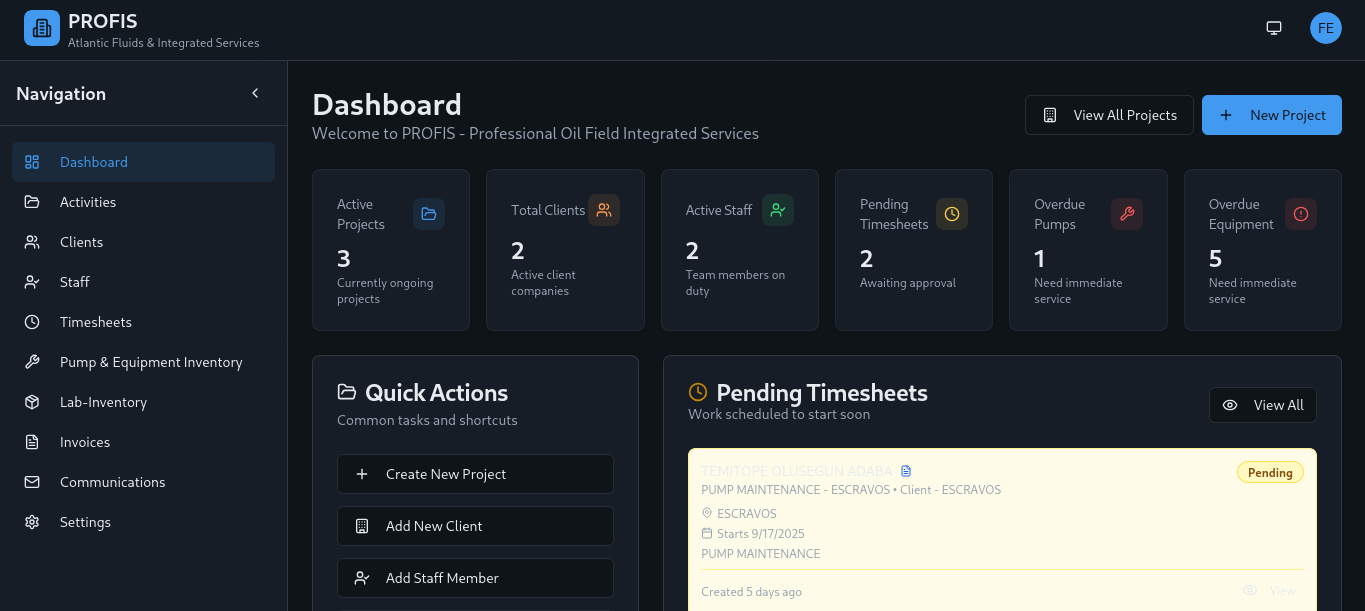 PROFIS
Atlantic Fluids & Integrated Services
FE
Navigation
Dashboard
Activities
Clients
Staff
Timesheets
Pump & Equipment Inventory
Lab-Inventory
Invoices
Communications
Settings
Dashboard
Welcome to PROFIS - Professional Oil Field Integrated Services
View All Projects
New Project
Active
Projects
3
Currently ongoing
projects
Total Clients
2
Active client
companies
Active Staff
2
Team members on
duty
Pending
Timesheets
2
Awaiting approval
Overdue
Pumps
1
Need immediate
service
Overdue
Equipment
5
Need immediate
service
Quick Actions
Common tasks and shortcuts
Create New Project
Add New Client
Add Staff Member
Pending Timesheets
Work scheduled to start soon
View All
TEMITOPE OLUSEGUN ADABA
Pending
PUMP MAINTENANCE - ESCRAVOS • Client - ESCRAVOS
ESCRAVOS
Starts 9/17/2025
PUMP MAINTENANCE
Created 5 days ago
View